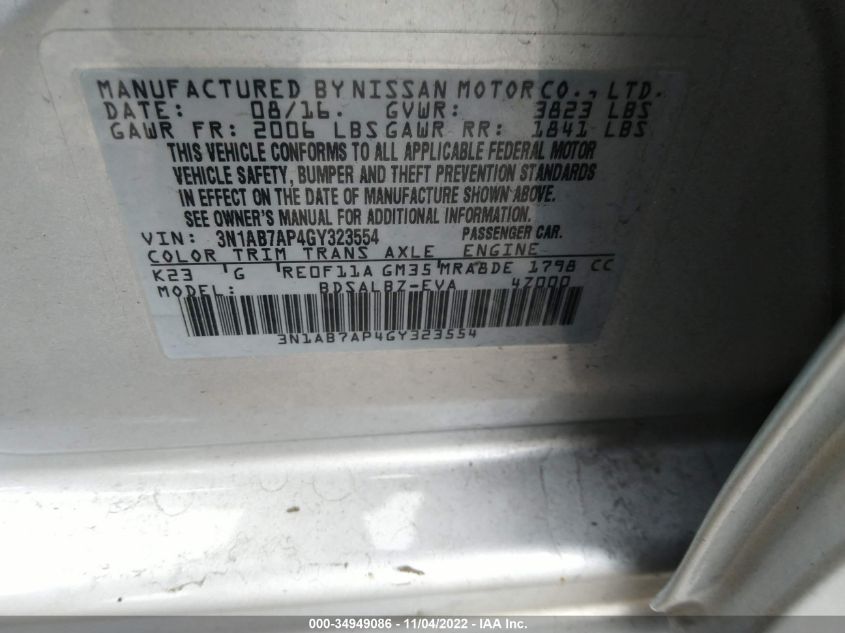 MANUFACTURED BY NISSAN MOTOR CO., LTD.
DATE: 08/16. GVWR: 3823 LBS
GAWR FR: 2006 LBS GAWR RR: 1841 LBS
THIS VEHICLE CONFORMS TO ALL APPLICABLE FEDERAL MOTOR
VEHICLE SAFETY, BUMPER AND THEFT PREVENTION STANDARDS
IN EFFECT ON THE DATE OF MANUFACTURE SHOWN ABOVE.
SEE OWNER'S MANUAL FOR ADDITIONAL INFORMATION.
VIN: 3N1AB7AP4GY323554 PASSENGER CAR.
COLOR TRIM TRANS AXLE ENGINE
K23 'G 'RE0F11A GM35'MRA8DE 1798 CC
MODEL: BDSALBZ-EVA 4Z000
3N1AB7AP4GY323554
000-34949086 - 11/04/2022 - IAA Inc.